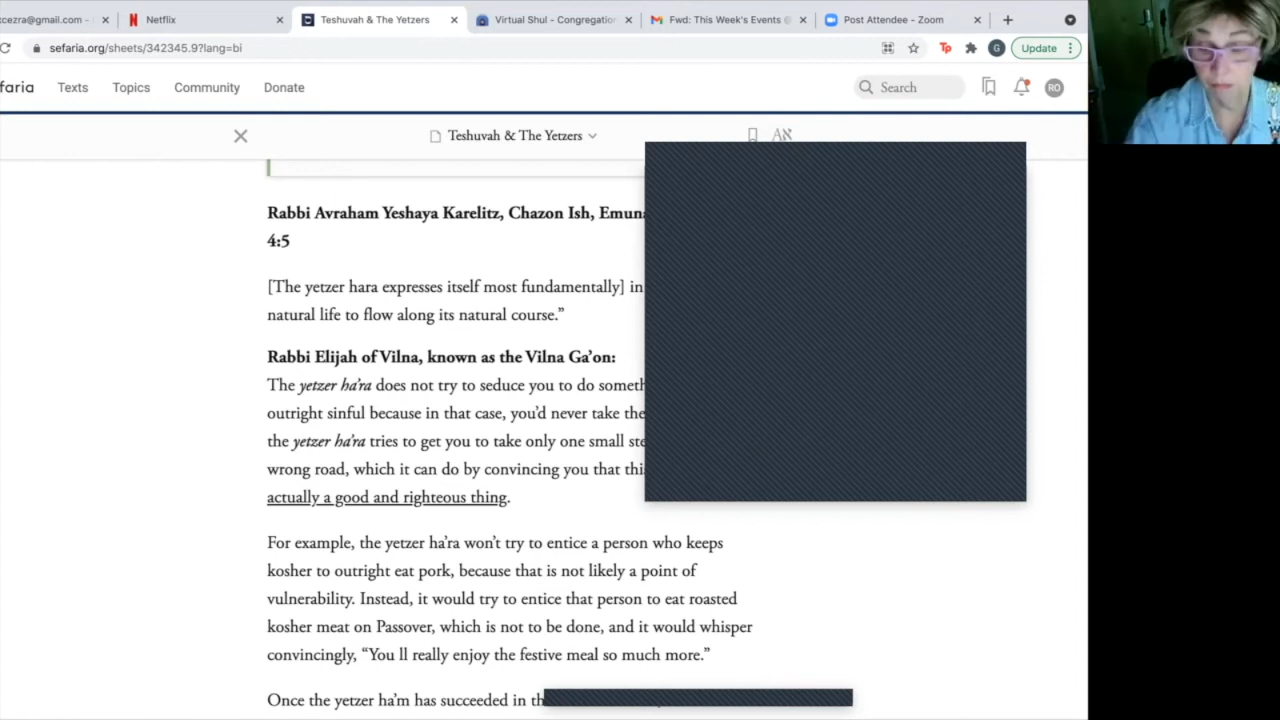 xcezra@gmail.com -
Netflix
Teshuvah & The Yetzers
Virtual Shul - Congregation
Fwd: This Week's Events @
Post Attendee - Zoom
sefaria.org/sheets/342345.9?lang=bi
Tp
G
Update
faria
Texts
Topics
Community
Donate
Search
RD
Teshuvah & The Yetzers
Aא
Rabbi Avraham Yeshaya Karelitz, Chazon Ish, Emuna
4:5
[The yetzer hara expresses itself most fundamentally] in
natural life to flow along its natural course.”
Rabbi Elijah of Vilna, known as the Vilna Ga’on:
The yetzer ha’ra does not try to seduce you to do someth
outright sinful because in that case, you’d never take the
the yetzer ha’ra tries to get you to take only one small ste
wrong road, which it can do by convincing you that thi
actually a good and righteous thing.
For example, the yetzer ha’ra won’t try to entice a person who keeps
kosher to outright eat pork, because that is not likely a point of
vulnerability. Instead, it would try to entice that person to eat roasted
kosher meat on Passover, which is not to be done, and it would whisper
convincingly, “You ll really enjoy the festive meal so much more.”
Once the yetzer ha’m has succeeded in th